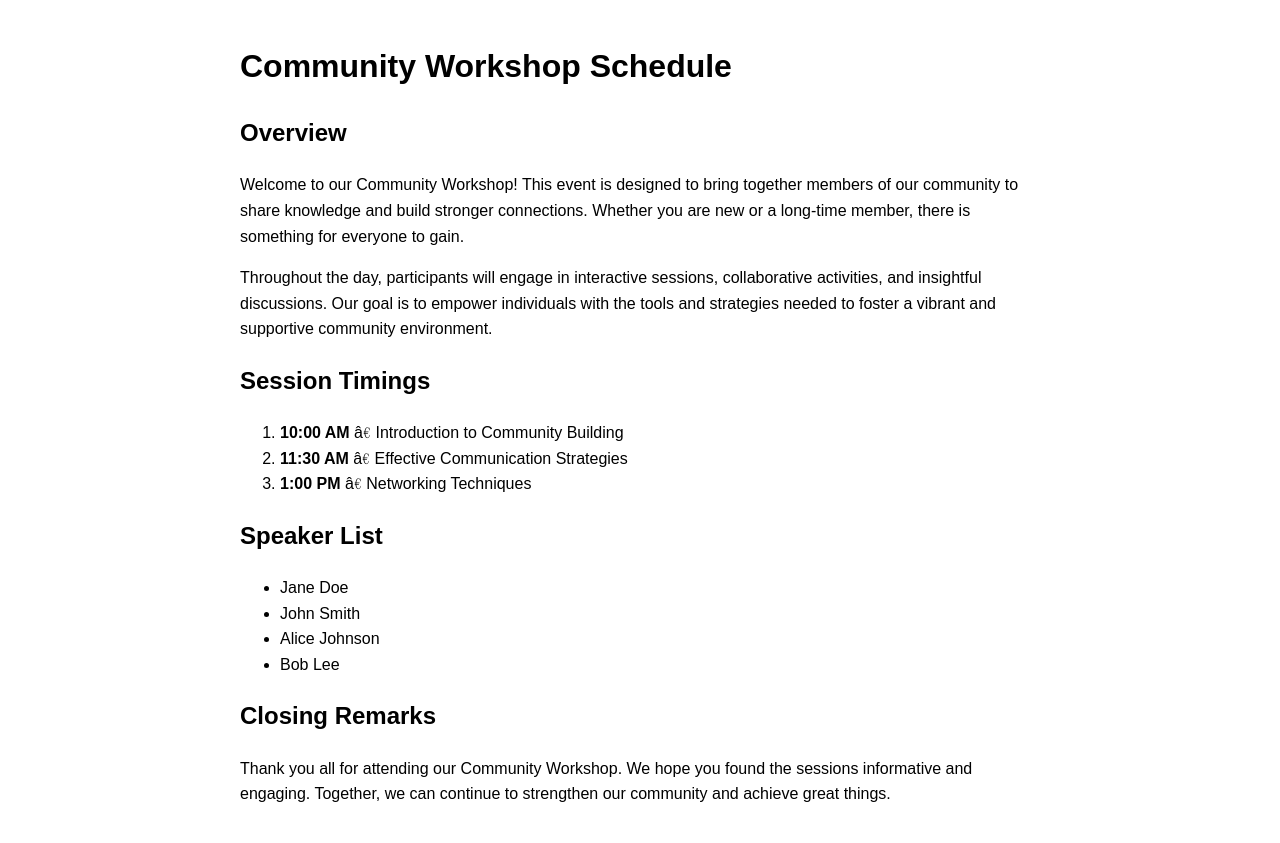 Community Workshop Schedule
Overview
Welcome to our Community Workshop! This event is designed to bring together members of our community to
share knowledge and build stronger connections. Whether you are new or a long-time member, there is
something for everyone to gain.
Throughout the day, participants will engage in interactive sessions, collaborative activities, and insightful
discussions. Our goal is to empower individuals with the tools and strategies needed to foster a vibrant and
supportive community environment.
Session Timings
1. 10:00 AM â€ Introduction to Community Building
2. 11:30 AM â€ Effective Communication Strategies
3. 1:00 PM â€ Networking Techniques
Speaker List
• Jane Doe
• John Smith
• Alice Johnson
• Bob Lee
Closing Remarks
Thank you all for attending our Community Workshop. We hope you found the sessions informative and
engaging. Together, we can continue to strengthen our community and achieve great things.